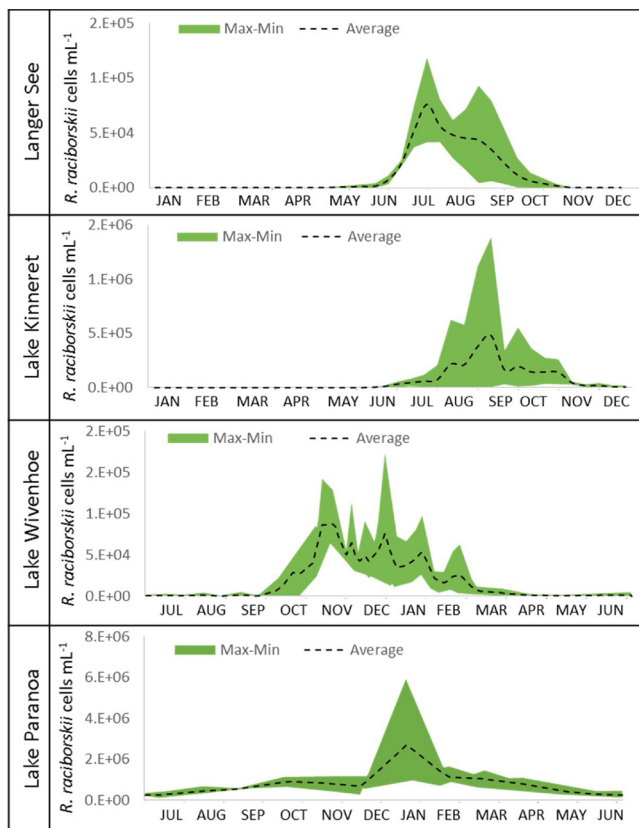 Langer See
R. raciborskii cells mL-1
2.E+05
1.E+05
5.E+04
0.E+00
Max-Min Average
JAN FEB MAR APR MAY JUN JUL AUG SEP OCT NOV DEC
Lake Kinneret
R. raciborskii cells mL-1
2.E+06
1.E+06
5.E+05
0.E+00
Max-Min Average
JAN FEB MAR APR MAY JUN JUL AUG SEP OCT NOV DEC
Lake Wivenhoe
R. raciborskii cells mL-1
2.E+05
2.E+05
1.E+05
5.E+04
0.E+00
Max-Min Average
JUL AUG SEP OCT NOV DEC JAN FEB MAR APR MAY JUN
Lake Paranoa
R. raciborskii cells mL-1
8.E+06
6.E+06
4.E+06
2.E+06
0.E+00
Max-Min Average
JUL AUG SEP OCT NOV DEC JAN FEB MAR APR MAY JUN